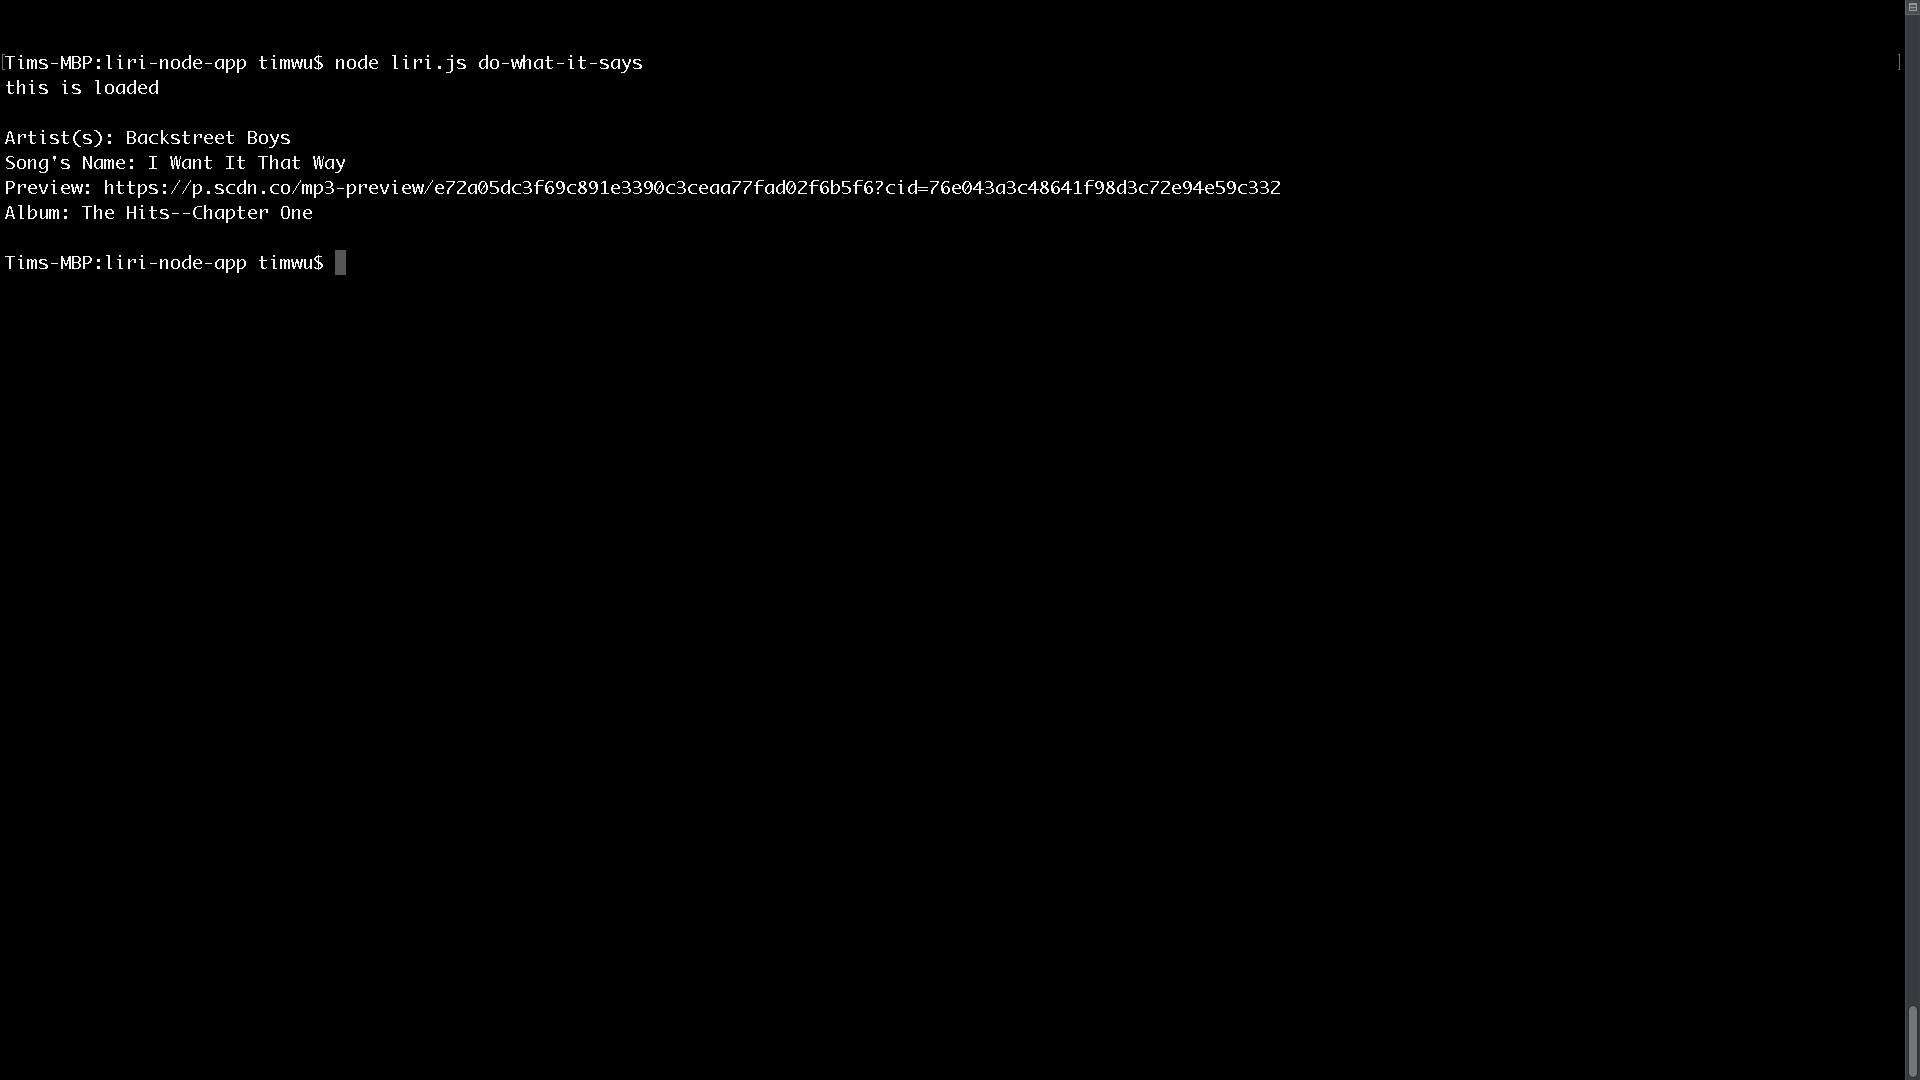 [Tims-MBP:liri-node-app timwu$ node liri.js do-what-it-says ]
this is loaded
Artist(s): Backstreet Boys
Song's Name: I Want It That Way
Preview: https://p.scdn.co/mp3-preview/e72a05dc3f69c891e3390c3ceaa77fad02f6b5f6?cid=76e043a3c48641f98d3c72e94e59c332
Album: The Hits--Chapter One
Tims-MBP:liri-node-app timwu$